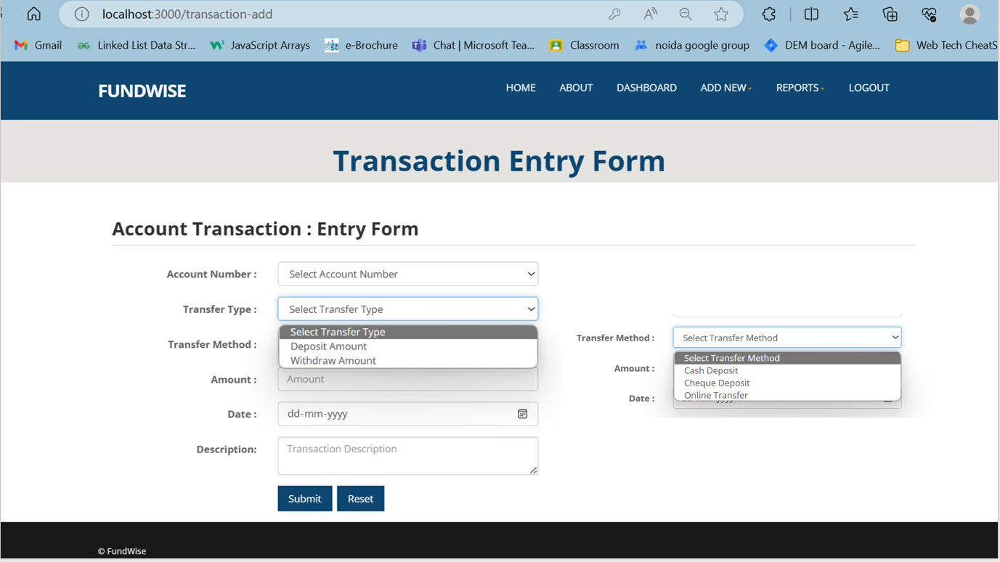 localhost:3000/transaction-add
Gmail Linked List Data Str... JavaScript Arrays e-Brochure Chat | Microsoft Tea... Classroom noida google group DEM board - Agile... Web Tech CheatS
FUNDWISE HOME ABOUT DASHBOARD ADD NEW REPORTS LOGOUT
Transaction Entry Form
Account Transaction : Entry Form
Account Number : Select Account Number
Transfer Type : Select Transfer Type
Select Transfer Type
Deposit Amount
Withdraw Amount
Transfer Method :
Amount : Amount
Date : dd-mm-yyyy
Description: Transaction Description
Submit Reset
Transfer Method : Select Transfer Method
Select Transfer Method
Cash Deposit
Cheque Deposit
Online Transfer
Amount :
Date :
© FundWise